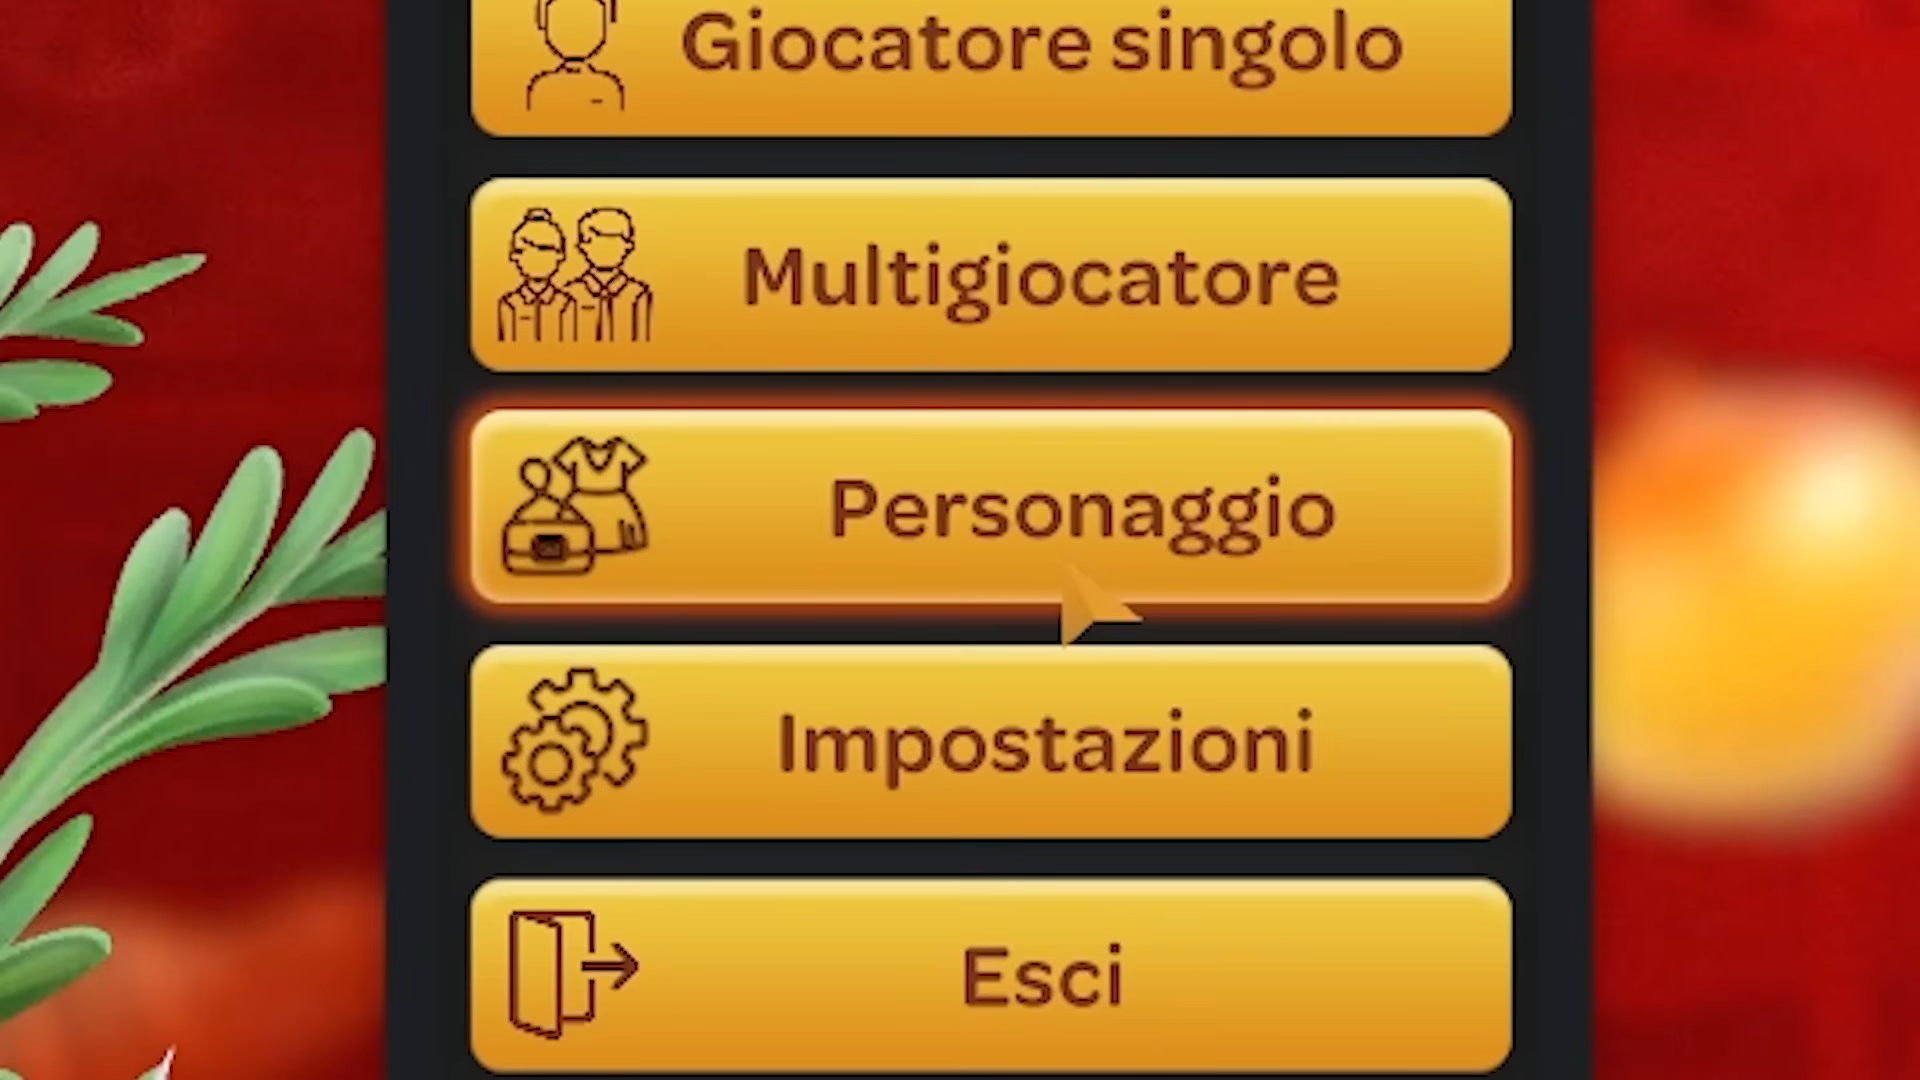 Giocatore singolo
Multigiocatore
Personaggio
Impostazioni
Esci